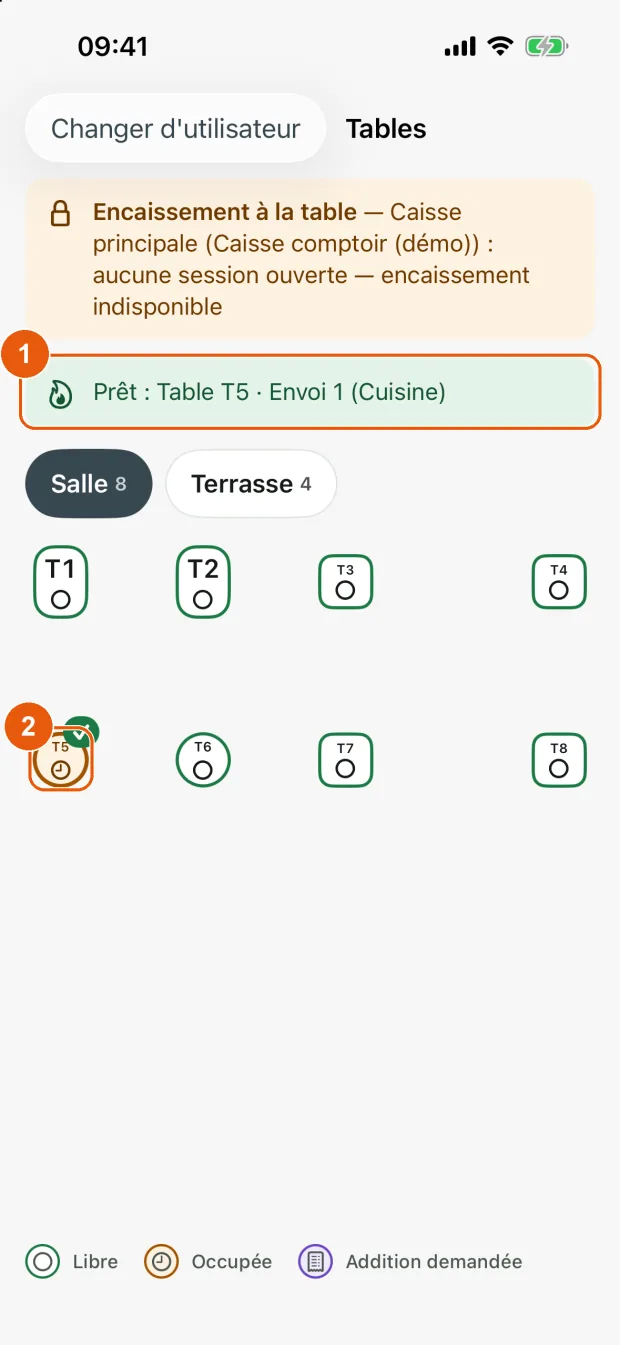 09:41
Changer d'utilisateur Tables
Encaissement à la table — Caisse
principale (Caisse comptoir (démo)) :
aucune session ouverte — encaissement
indisponible
1
Prêt : Table T5 · Envoi 1 (Cuisine)
Salle 8 Terrasse 4
T1 T2 T3 T4
2
T5 T6 T7 T8
Libre Occupée Addition demandée